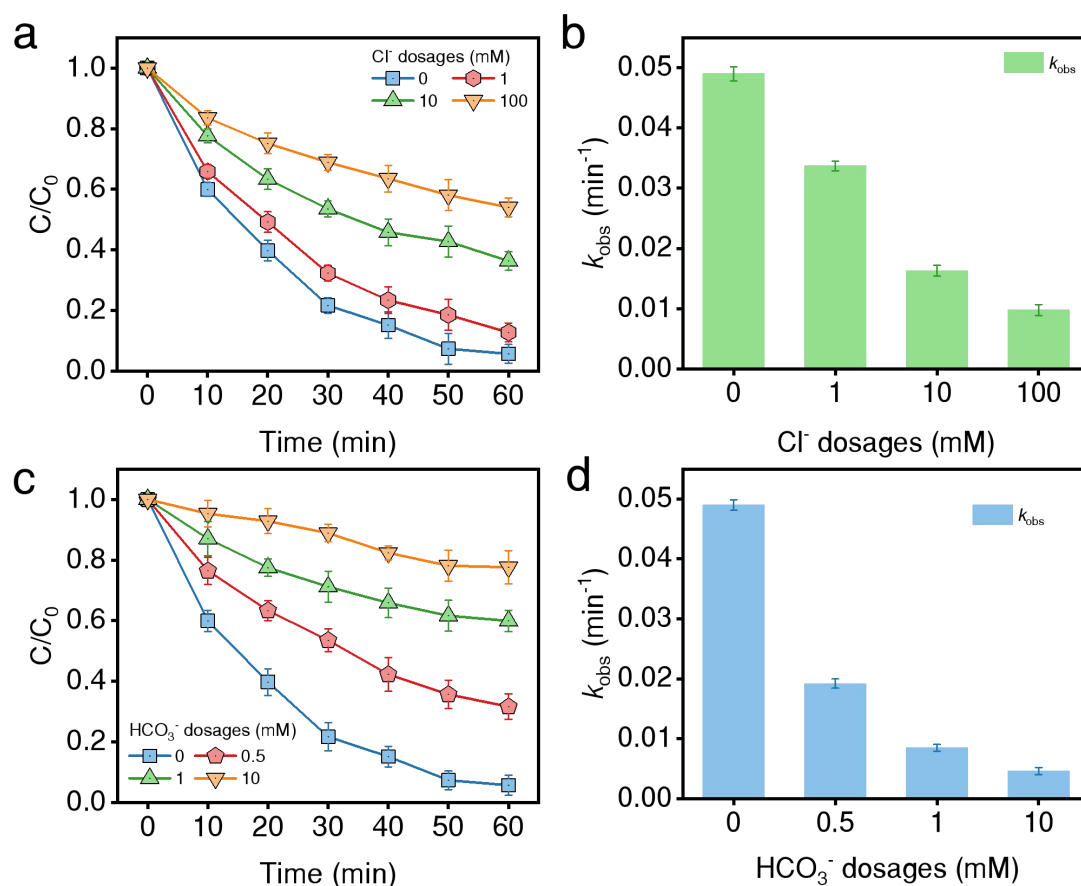 a
Cl⁻ dosages (mM)
0 1
10 100
1.0
0.8
0.6
0.4
0.2
0.0
C/C₀
0 10 20 30 40 50 60
Time (min)
b
k_obs
0.05
0.04
0.03
0.02
0.01
0.00
k_obs (min⁻¹)
0 1 10 100
Cl⁻ dosages (mM)
c
1.0
0.8
0.6
0.4
0.2
0.0
C/C₀
HCO₃⁻ dosages (mM)
0 0.5
1 10
0 10 20 30 40 50 60
Time (min)
d
k_obs
0.05
0.04
0.03
0.02
0.01
0.00
k_obs (min⁻¹)
0 0.5 1 10
HCO₃⁻ dosages (mM)